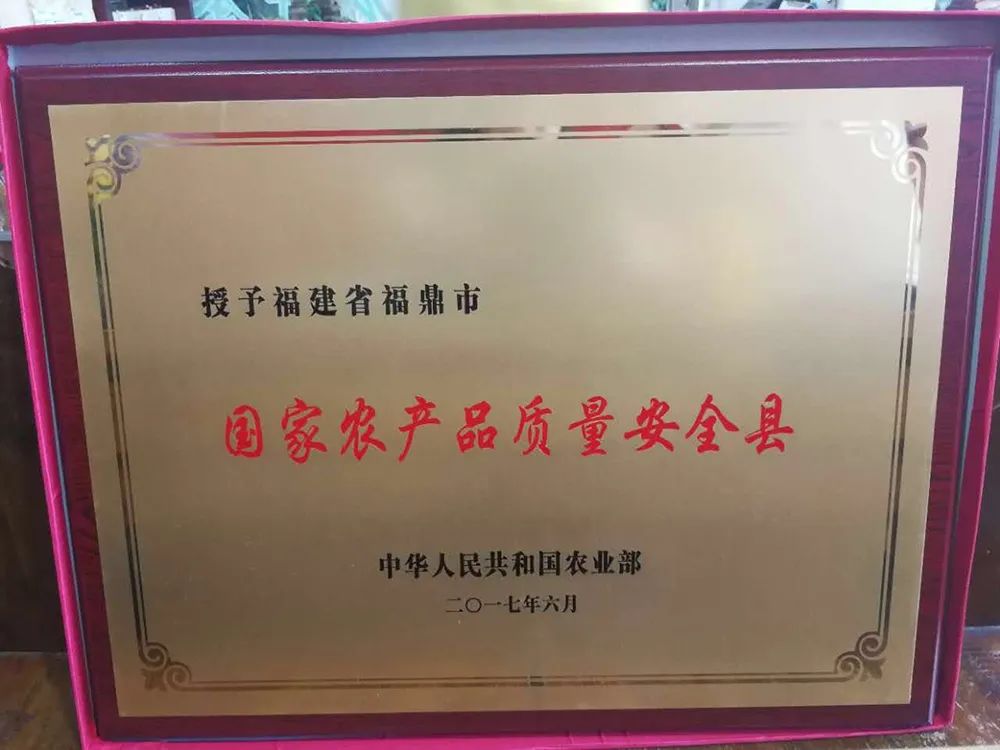 授予福建省福鼎市
国家农产品质量安全县
中华人民共和国农业部
二〇一七年六月